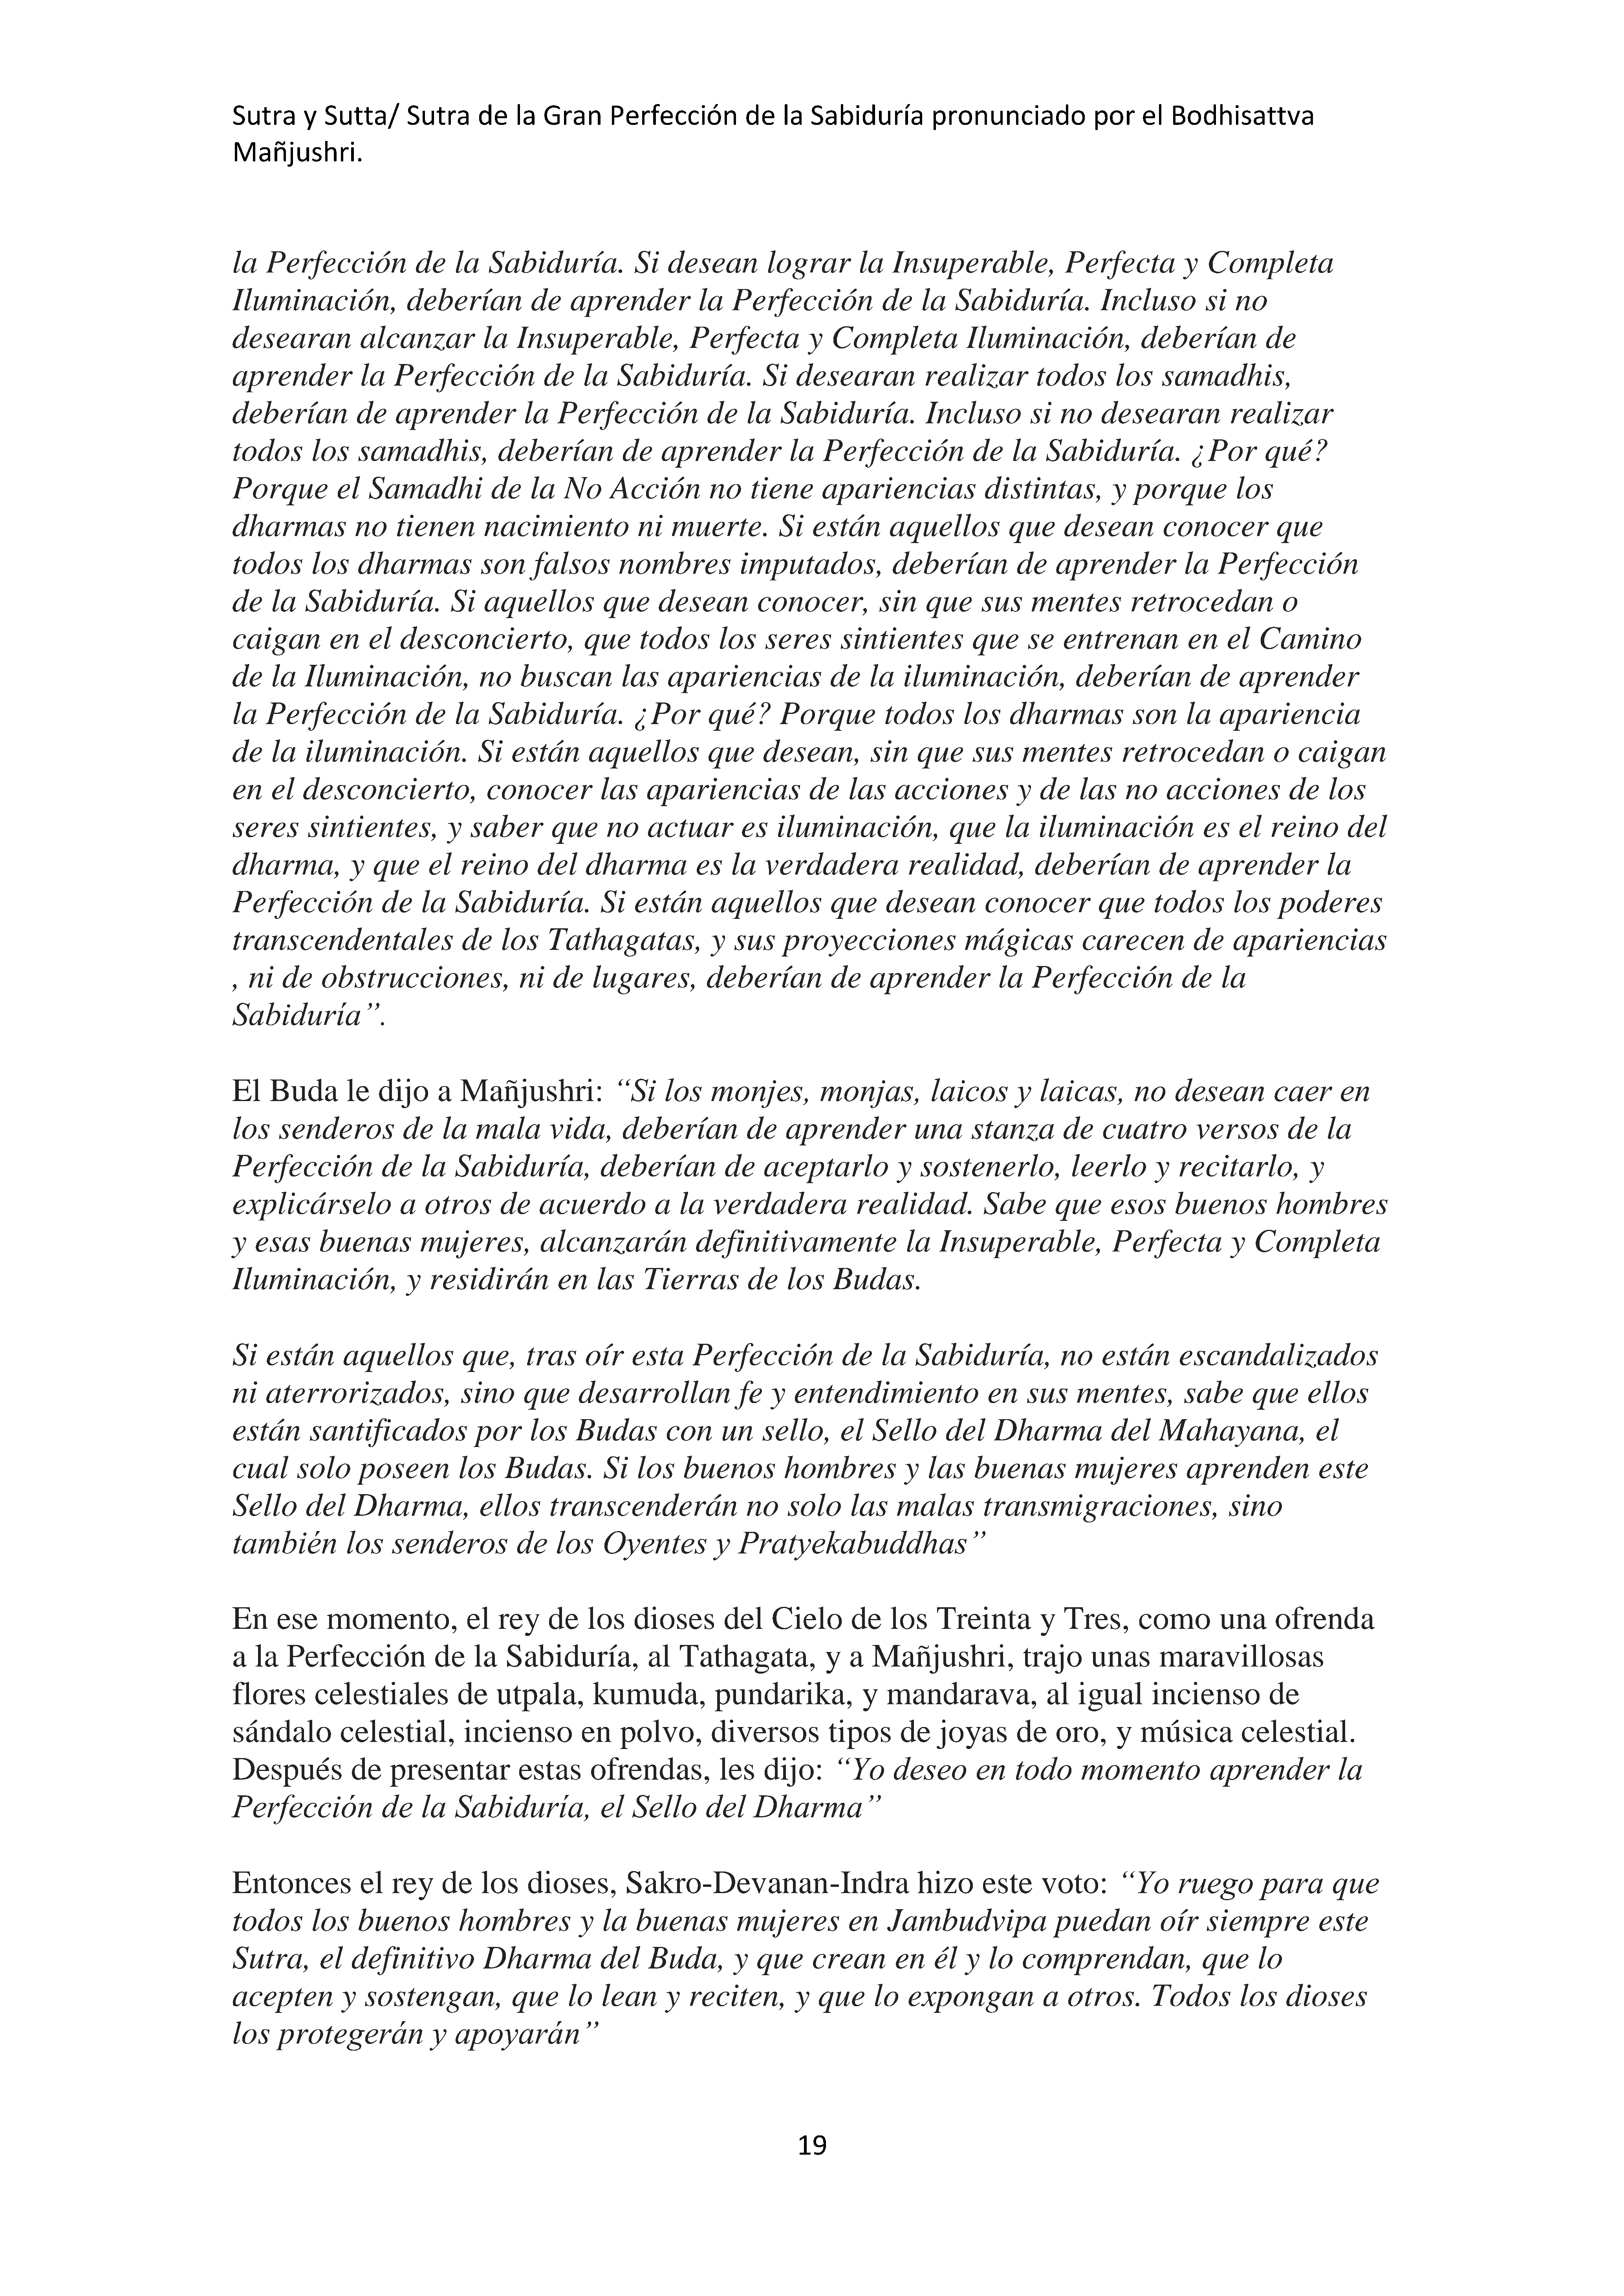 Sutra y Sutta/ Sutra de la Gran Perfección de la Sabiduría pronunciado por el Bodhisattva
Mañjushri.
la Perfección de la Sabiduría. Si desean lograr la Insuperable, Perfecta y Completa
Iluminación, deberían de aprender la Perfección de la Sabiduría. Incluso si no
desearan alcanzar la Insuperable, Perfecta y Completa Iluminación, deberían de
aprender la Perfección de la Sabiduría. Si desearan realizar todos los samadhis,
deberían de aprender la Perfección de la Sabiduría. Incluso si no desearan realizar
todos los samadhis, deberían de aprender la Perfección de la Sabiduría. ¿Por qué?
Porque el Samadhi de la No Acción no tiene apariencias distintas, y porque los
dharmas no tienen nacimiento ni muerte. Si están aquellos que desean conocer que
todos los dharmas son falsos nombres imputados, deberían de aprender la Perfección
de la Sabiduría. Si aquellos que desean conocer, sin que sus mentes retrocedan o
caigan en el desconcierto, que todos los seres sintientes que se entrenan en el Camino
de la Iluminación, no buscan las apariencias de la iluminación, deberían de aprender
la Perfección de la Sabiduría. ¿Por qué? Porque todos los dharmas son la apariencia
de la iluminación. Si están aquellos que desean, sin que sus mentes retrocedan o caigan
en el desconcierto, conocer las apariencias de las acciones y de las no acciones de los
seres sintientes, y saber que no actuar es iluminación, que la iluminación es el reino del
dharma, y que el reino del dharma es la verdadera realidad, deberían de aprender la
Perfección de la Sabiduría. Si están aquellos que desean conocer que todos los poderes
transcendentales de los Tathagatas, y sus proyecciones mágicas carecen de apariencias
, ni de obstrucciones, ni de lugares, deberían de aprender la Perfección de la
Sabiduría”.
El Buda le dijo a Mañjushri: “Si los monjes, monjas, laicos y laicas, no desean caer en
los senderos de la mala vida, deberían de aprender una stanza de cuatro versos de la
Perfección de la Sabiduría, deberían de aceptarlo y sostenerlo, leerlo y recitarlo, y
explicárselo a otros de acuerdo a la verdadera realidad. Sabe que esos buenos hombres
y esas buenas mujeres, alcanzarán definitivamente la Insuperable, Perfecta y Completa
Iluminación, y residirán en las Tierras de los Budas.
Si están aquellos que, tras oír esta Perfección de la Sabiduría, no están escandalizados
ni aterrorizados, sino que desarrollan fe y entendimiento en sus mentes, sabe que ellos
están santificados por los Budas con un sello, el Sello del Dharma del Mahayana, el
cual solo poseen los Budas. Si los buenos hombres y las buenas mujeres aprenden este
Sello del Dharma, ellos transcenderán no solo las malas transmigraciones, sino
también los senderos de los Oyentes y Pratyekabuddhas”
En ese momento, el rey de los dioses del Cielo de los Treinta y Tres, como una ofrenda
a la Perfección de la Sabiduría, al Tathagata, y a Mañjushri, trajo unas maravillosas
flores celestiales de utpala, kumuda, pundarika, y mandarava, al igual incienso de
sándalo celestial, incienso en polvo, diversos tipos de joyas de oro, y música celestial.
Después de presentar estas ofrendas, les dijo: “Yo deseo en todo momento aprender la
Perfección de la Sabiduría, el Sello del Dharma”
Entonces el rey de los dioses, Sakro-Devanan-Indra hizo este voto: “Yo ruego para que
todos los buenos hombres y la buenas mujeres en Jambudvipa puedan oír siempre este
Sutra, el definitivo Dharma del Buda, y que crean en él y lo comprendan, que lo
acepten y sostengan, que lo lean y reciten, y que lo expongan a otros. Todos los dioses
los protegerán y apoyarán”
19